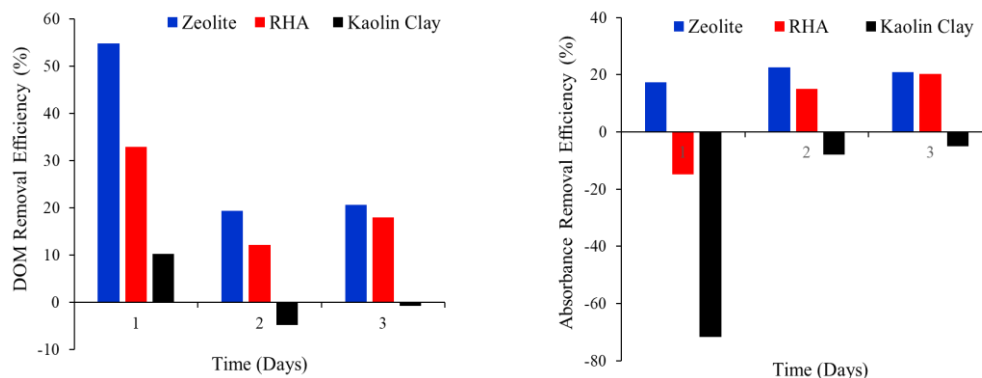 Zeolite RHA Kaolin Clay
DOM Removal Efficiency (%)
60
50
40
30
20
10
0
-10
1 2 3
Time (Days)
Zeolite RHA Kaolin Clay
Absorbance Removal Efficiency (%)
40
20
0
-20
-40
-60
-80
1 2 3
Time (Days)